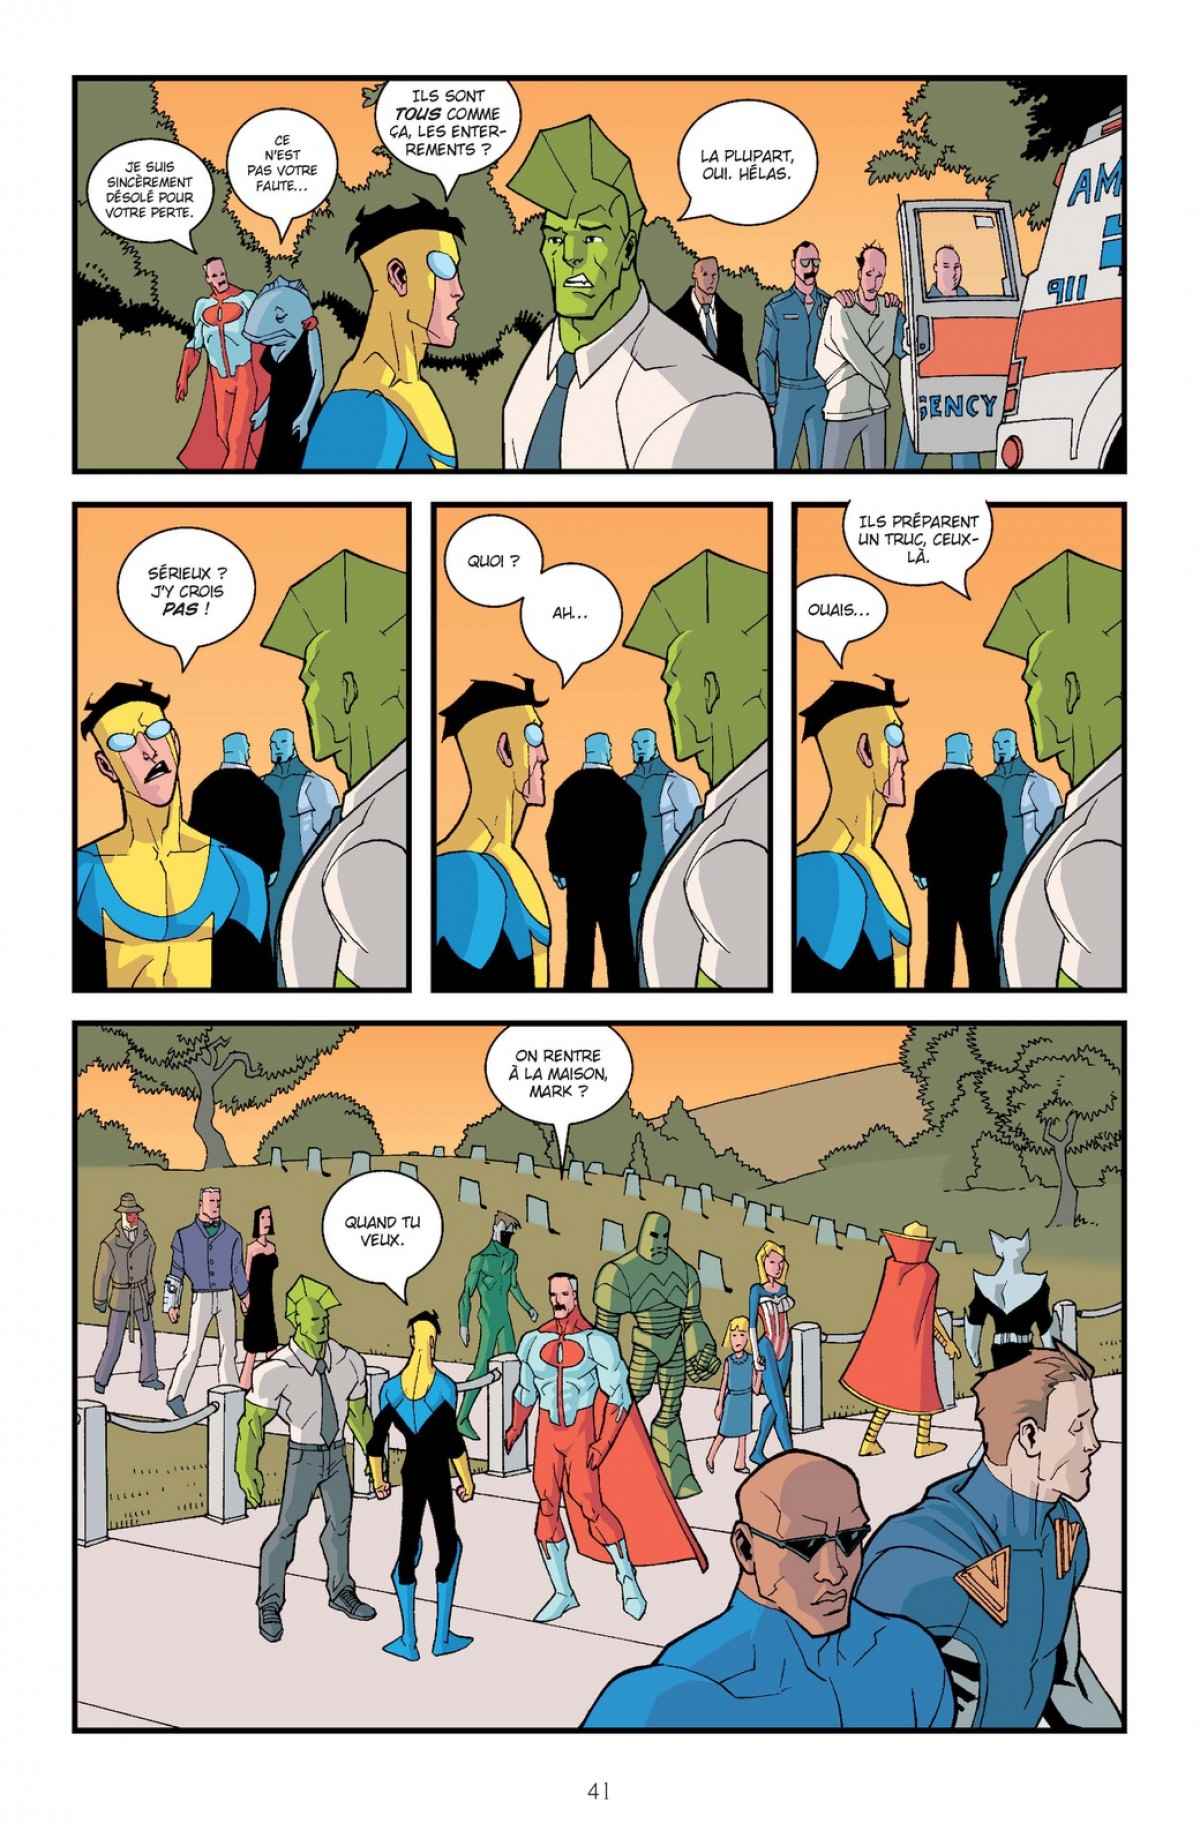 JE SUIS
SINCÈREMENT
DÉSOLÉ POUR
VOTRE PERTE.
CE
N'EST
PAS VOTRE
FAUTE...
ILS SONT
TOUS COMME
ÇA, LES ENTER-
REMENTS ?
LA PLUPART,
OUI. HÉLAS.
AM
911
GENCY
SÉRIEUX ?
J'Y CROIS
PAS !
QUOI ?
AH...
ILS PRÉPARENT
UN TRUC, CEUX-
LÀ.
OUAIS...
ON RENTRE
À LA MAISON,
MARK ?
QUAND TU
VEUX.
41